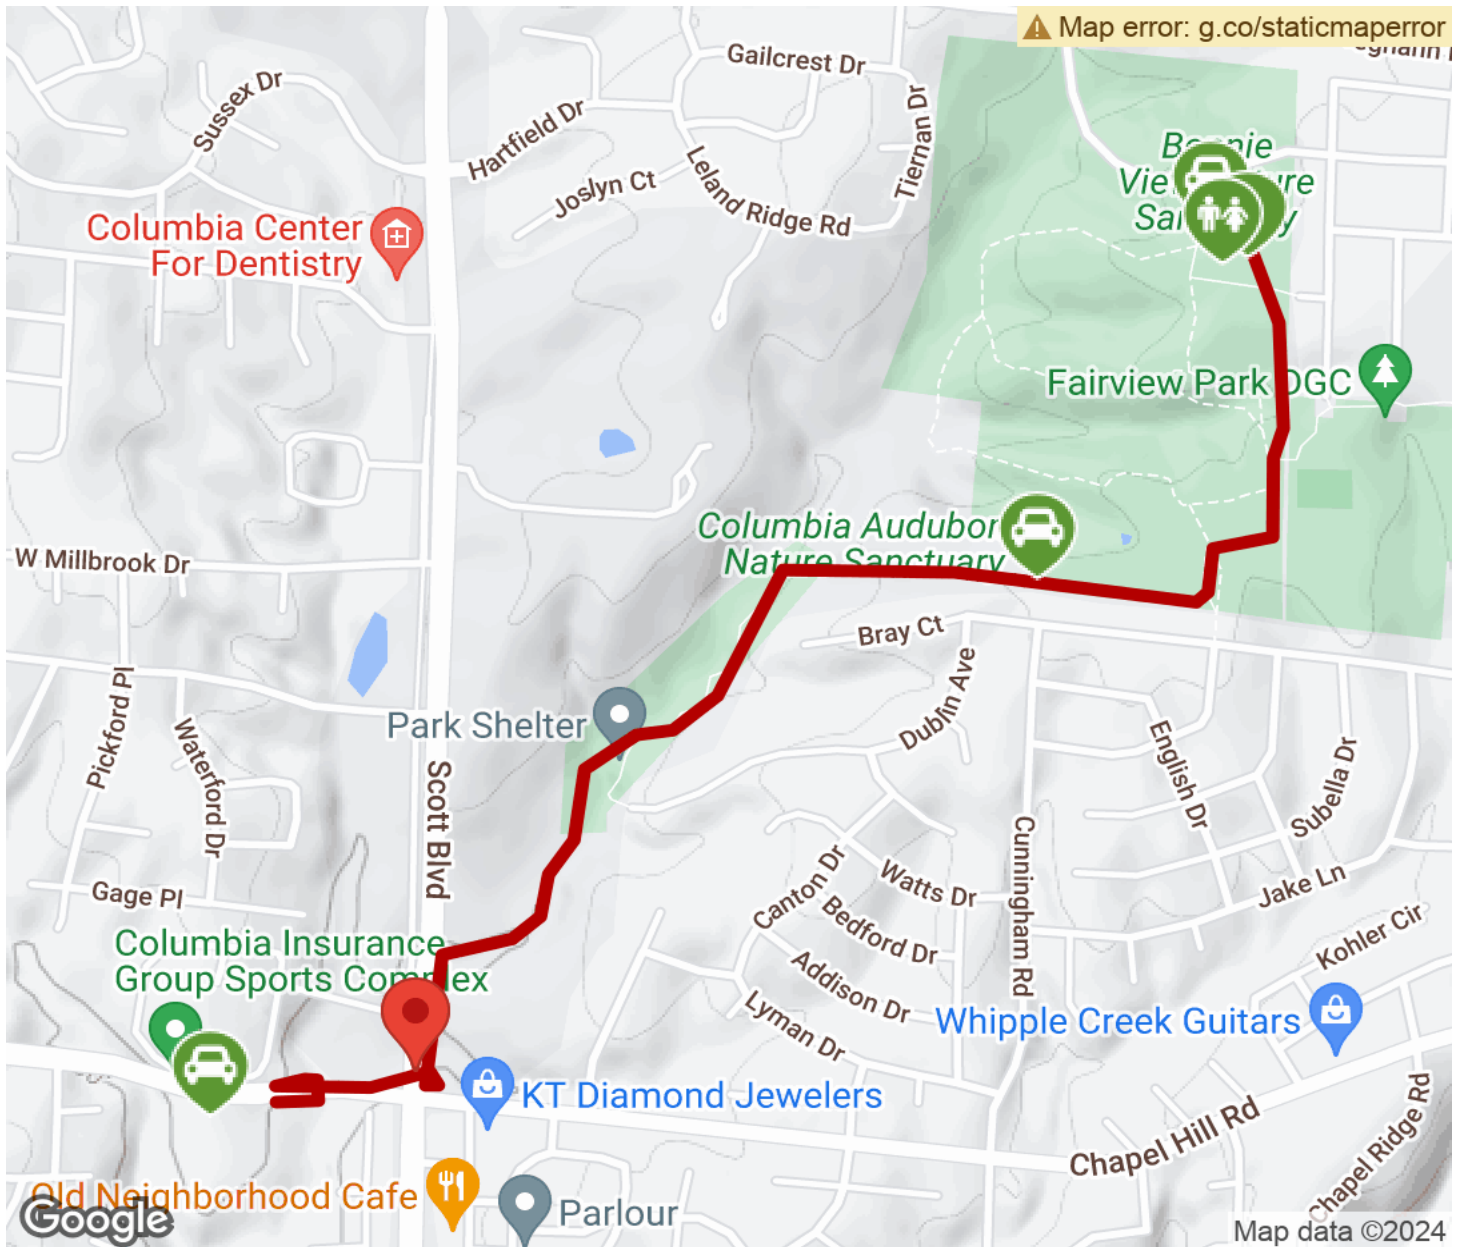 Map error: g.co/staticmaperror
Gailcrest Dr
Sussex Dr
Tiernan Dr
Hartfield Dr
Leland Ridge Rd
Joslyn Ct
Columbia Center
For Dentistry
Fairview Park DGC
Columbia Audubon
Nature Sanctuary
W Millbrook Dr
Bray Ct
Dublin Ave
Pickford Pl
Park Shelter
Waterford Dr
Scott Blvd
English Dr
Subella Dr
Cunningham Rd
Canton Dr
Watts Dr
Jake Ln
Gage Pl
Bedford Dr
Kohler Cir
Columbia Insurance
Group Sports Complex
Addison Dr
Lyman Dr
Whipple Creek Guitars
KT Diamond Jewelers
Chapel Hill Rd
Chapel Ridge Rd
Old Neighborhood Cafe
Parlour
Google
Map data ©2024